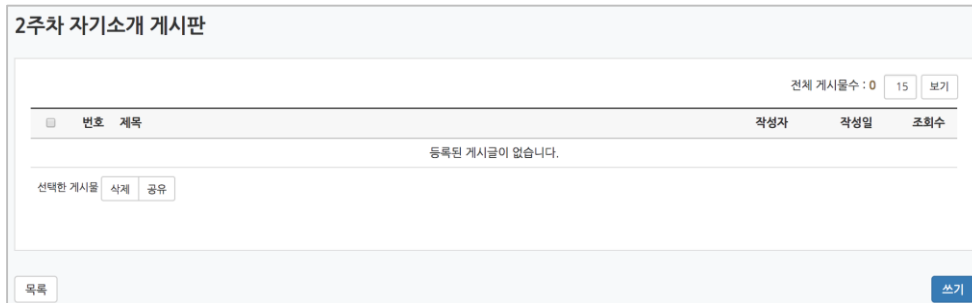 2주차 자기소개 게시판
전체 게시물수 : 0 15 보기
번호 제목 작성자 작성일 조회수
등록된 게시글이 없습니다.
선택한 게시물 삭제 공유
목록 쓰기